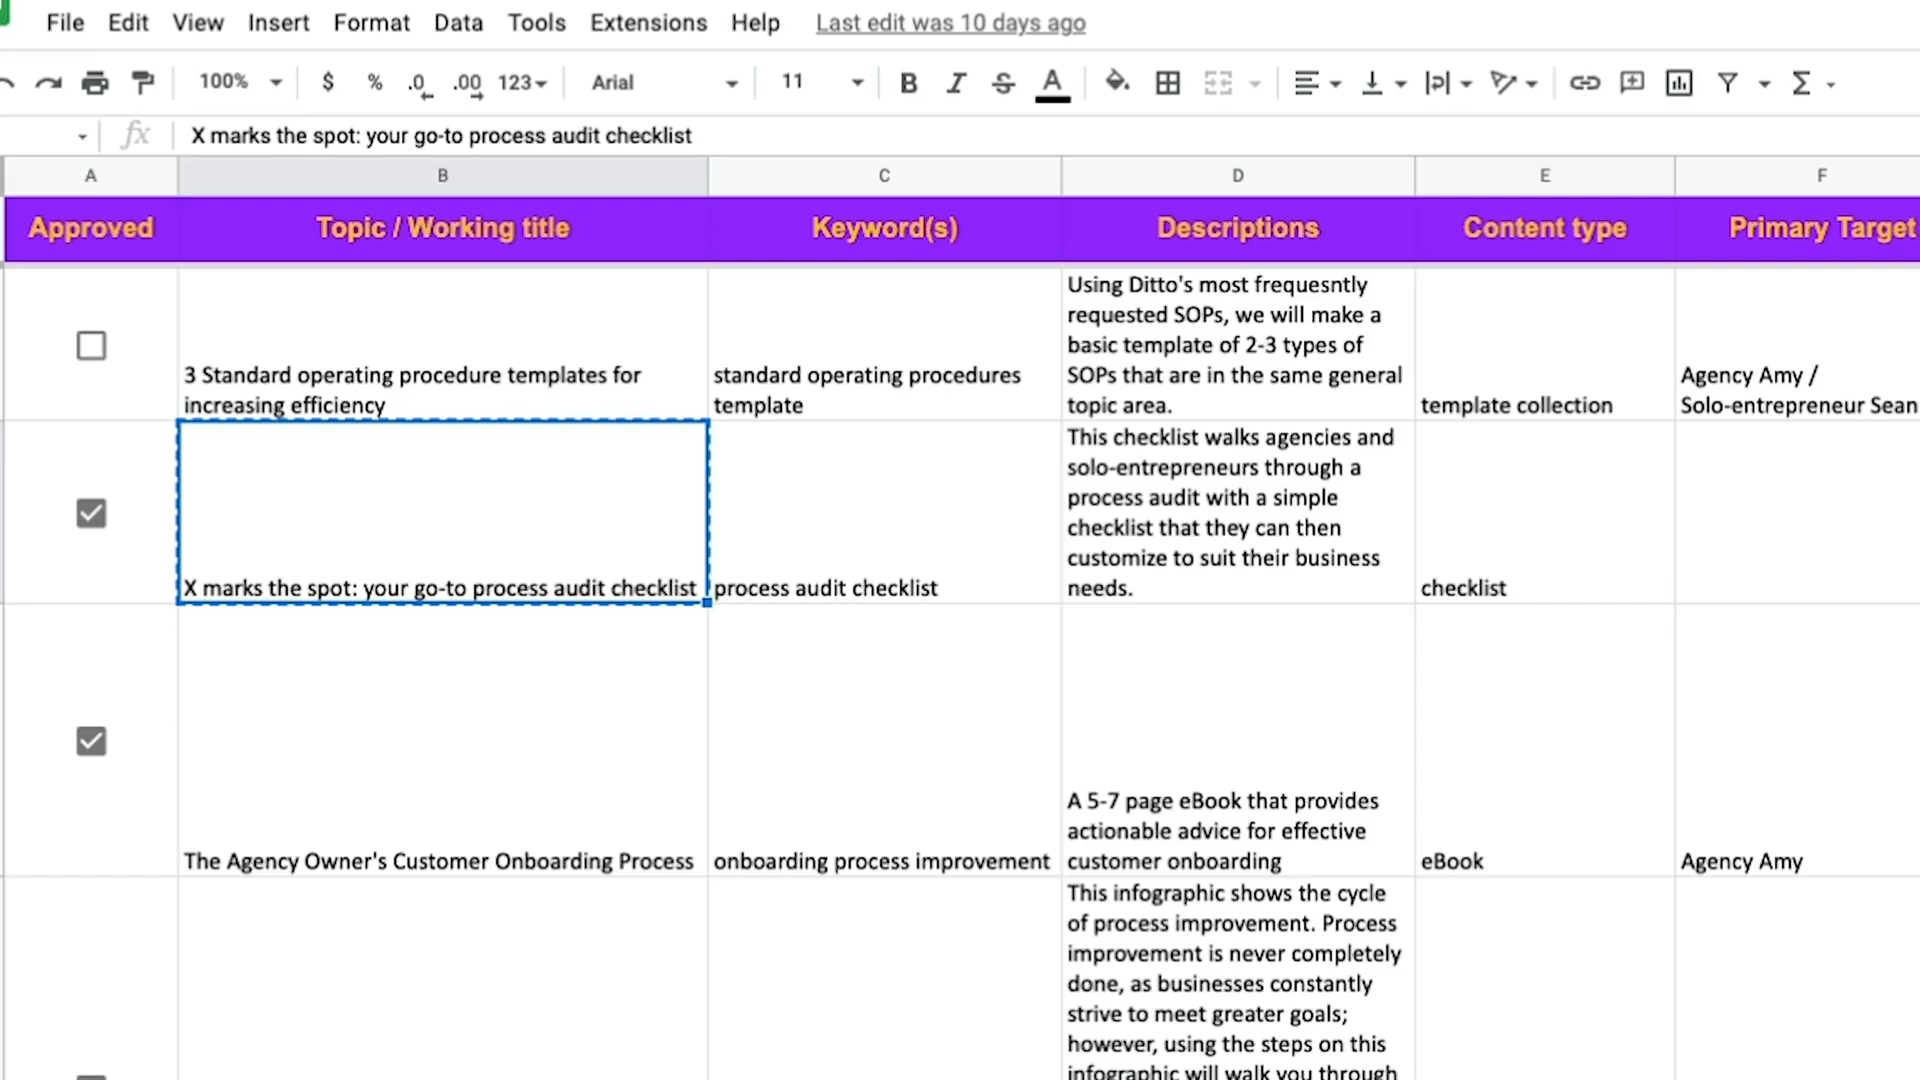 File Edit View Insert Format Data Tools Extensions Help Last edit was 10 days ago
100% $ % .0 .00 123 Arial 11 B I S A Σ
fx X marks the spot: your go-to process audit checklist
A B C D E F
Approved Topic / Working title Keyword(s) Descriptions Content type Primary Target
3 Standard operating procedure templates for
increasing efficiency
standard operating procedures
template
Using Ditto's most frequesntly
requested SOPs, we will make a
basic template of 2-3 types of
SOPs that are in the same general
topic area.
template collection
Agency Amy /
Solo-entrepreneur Sean
X marks the spot: your go-to process audit checklist
process audit checklist
This checklist walks agencies and
solo-entrepreneurs through a
process audit with a simple
checklist that they can then
customize to suit their business
needs.
checklist
The Agency Owner's Customer Onboarding Process
onboarding process improvement
A 5-7 page eBook that provides
actionable advice for effective
customer onboarding
eBook
Agency Amy
This infographic shows the cycle
of process improvement. Process
improvement is never completely
done, as businesses constantly
strive to meet greater goals;
however, using the steps on this
infographic will walk you through